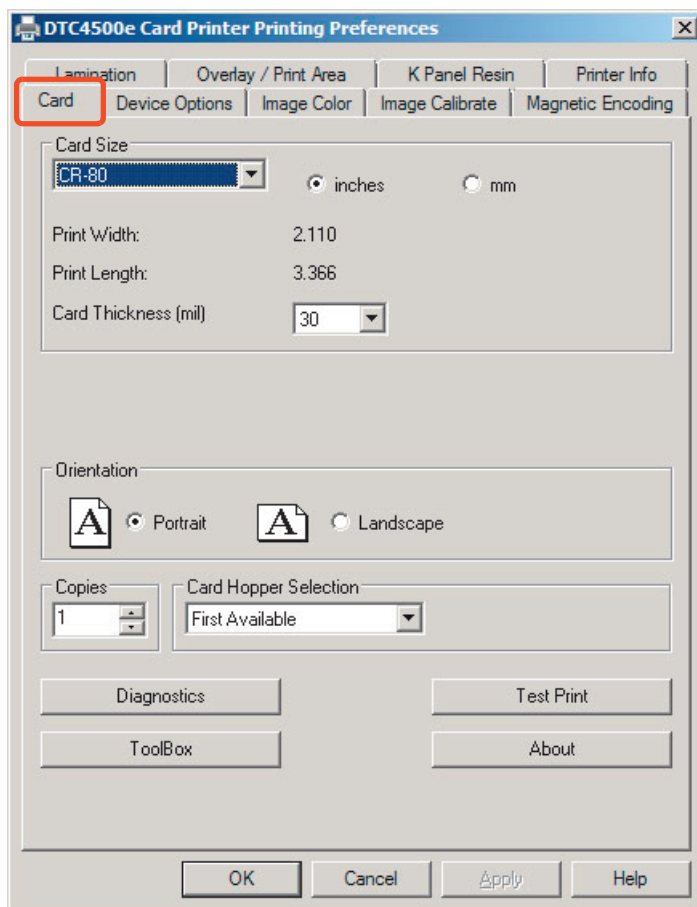 DTC4500e Card Printer Printing Preferences
Lamination Overlay / Print Area K Panel Resin Printer Info
Card Device Options Image Color Image Calibrate Magnetic Encoding
Card Size
CR-80 inches mm
Print Width: 2.110
Print Length: 3.366
Card Thickness (mil) 30
Orientation
A Portrait A Landscape
Copies Card Hopper Selection
1 First Available
Diagnostics Test Print
ToolBox About
OK Cancel Apply Help